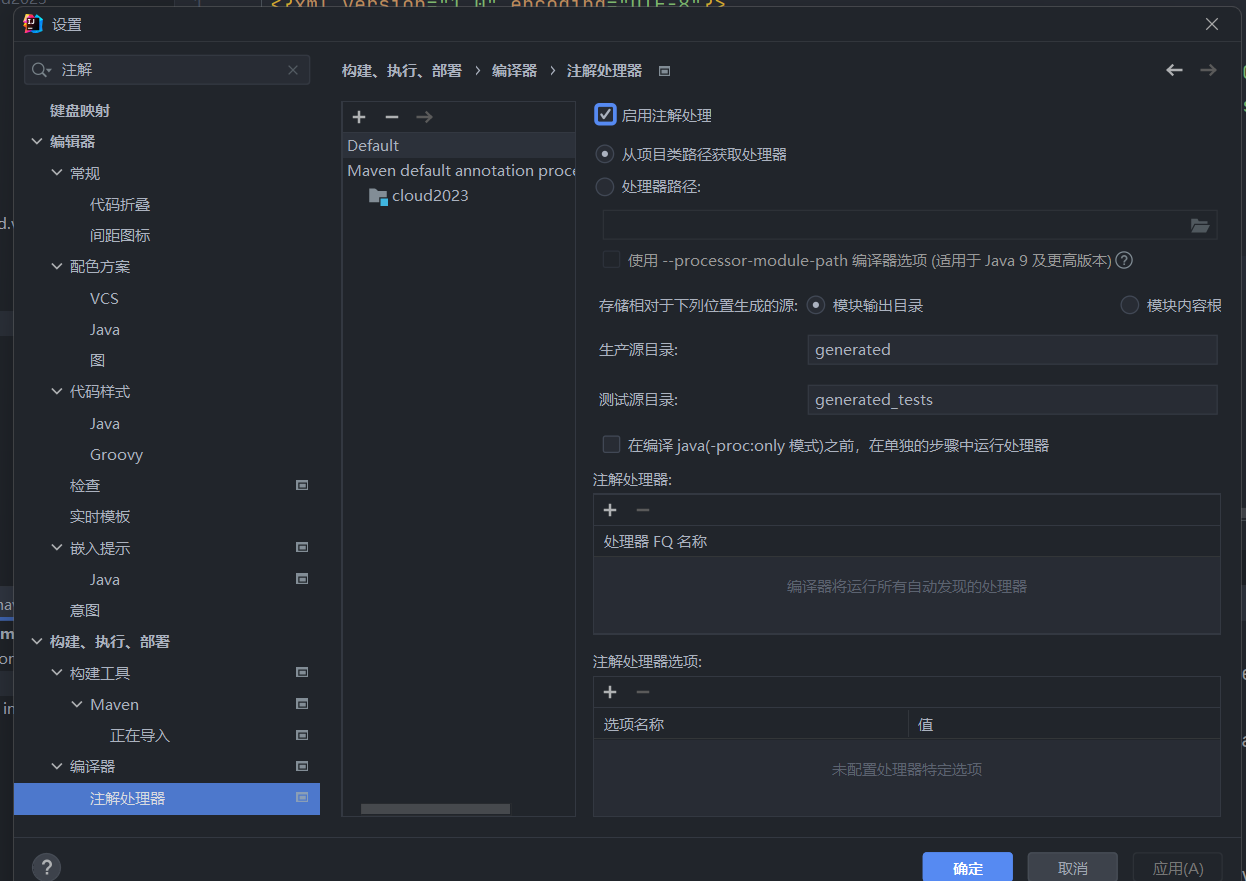 <?xml version="1.0" encoding="UTF-8"?>
设置
注解
键盘映射
编辑器
常规
代码折叠
间距图标
配色方案
VCS
Java
图
代码样式
Java
Groovy
检查
实时模板
嵌入提示
Java
意图
构建、执行、部署
构建工具
Maven
正在导入
编译器
注解处理器
构建、执行、部署 › 编译器 › 注解处理器
Default
Maven default annotation proce
cloud2023
启用注解处理
从项目类路径获取处理器
处理器路径:
使用 --processor-module-path 编译器选项 (适用于 Java 9 及更高版本)
存储相对于下列位置生成的源: 模块输出目录 模块内容根
生产源目录: generated
测试源目录: generated_tests
在编译 java(-proc:only 模式)之前，在单独的步骤中运行处理器
注解处理器:
处理器 FQ 名称
编译器将运行所有自动发现的处理器
注解处理器选项:
选项名称 值
未配置处理器特定选项
?
确定 取消 应用(A)